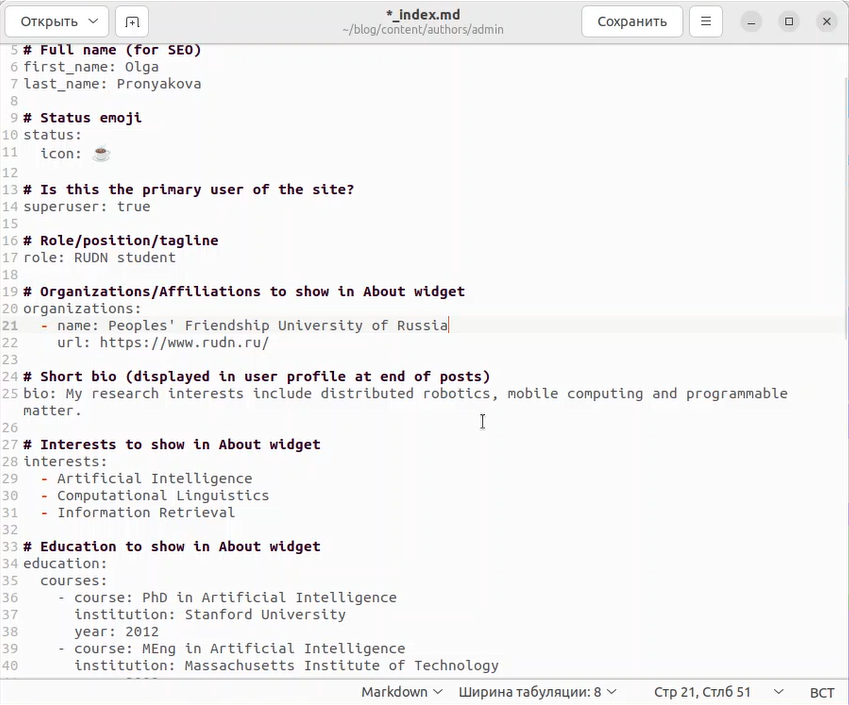 Открыть
*_index.md
~/blog/content/authors/admin
Сохранить
5 # Full name (for SEO)
6 first_name: Olga
7 last_name: Pronyakova
8
9 # Status emoji
10 status:
11   icon: ☕
12
13 # Is this the primary user of the site?
14 superuser: true
15
16 # Role/position/tagline
17 role: RUDN student
18
19 # Organizations/Affiliations to show in About widget
20 organizations:
21   - name: Peoples' Friendship University of Russia
22     url: https://www.rudn.ru/
23
24 # Short bio (displayed in user profile at end of posts)
25 bio: My research interests include distributed robotics, mobile computing and programmable
matter.
26
27 # Interests to show in About widget
28 interests:
29   - Artificial Intelligence
30   - Computational Linguistics
31   - Information Retrieval
32
33 # Education to show in About widget
34 education:
35   courses:
36     - course: PhD in Artificial Intelligence
37       institution: Stanford University
38       year: 2012
39     - course: MEng in Artificial Intelligence
40       institution: Massachusetts Institute of Technology
Markdown Ширина табуляции: 8 Стр 21, Стлб 51 ВСТ